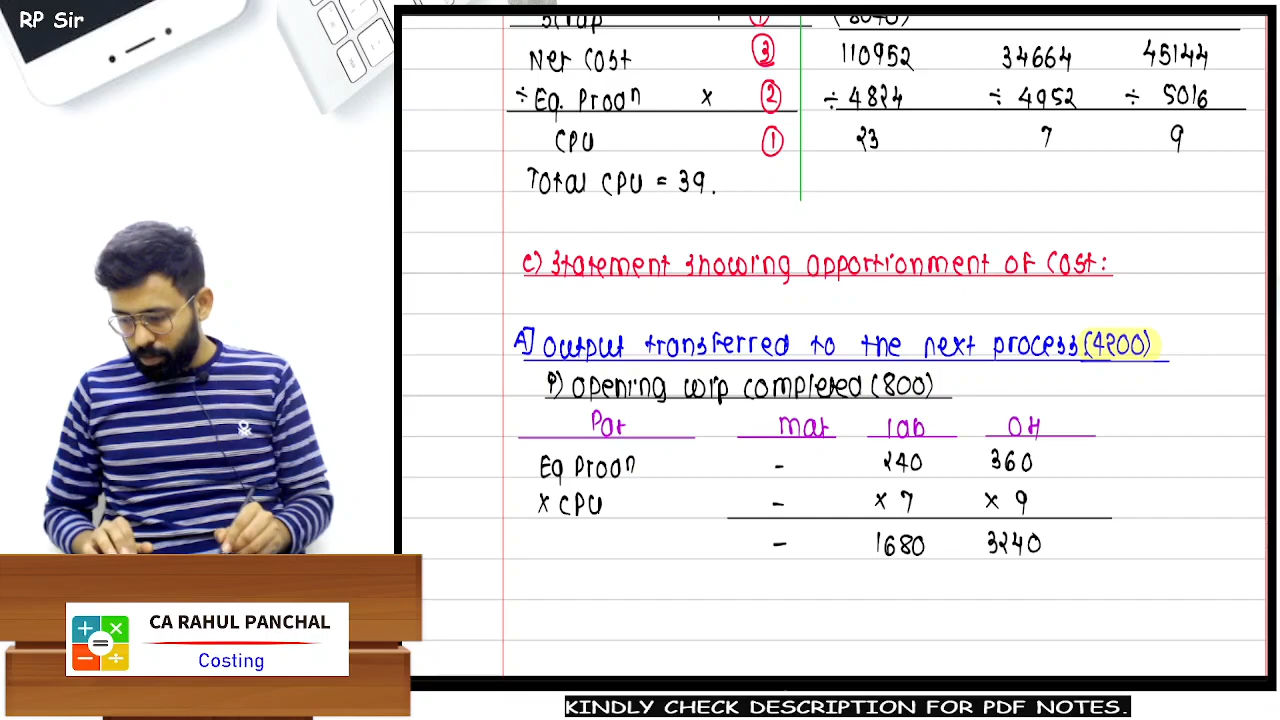 RP Sir
Scrap
Net Cost ③ 110952 34664 45144
÷ Eq. Prodn × ② ÷ 4824 ÷ 4952 ÷ 5016
CPU ① 23 7 9
Total CPU = 39.
C) Statement showing apportionment of Cost:
A] Output transferred to the next process (4200)
i) Opening wip completed (800)
Par mat lab OH
Eq Prodn - 240 360
× CPU - × 7 × 9
- 1680 3240
CA RAHUL PANCHAL
Costing
KINDLY CHECK DESCRIPTION FOR PDF NOTES.